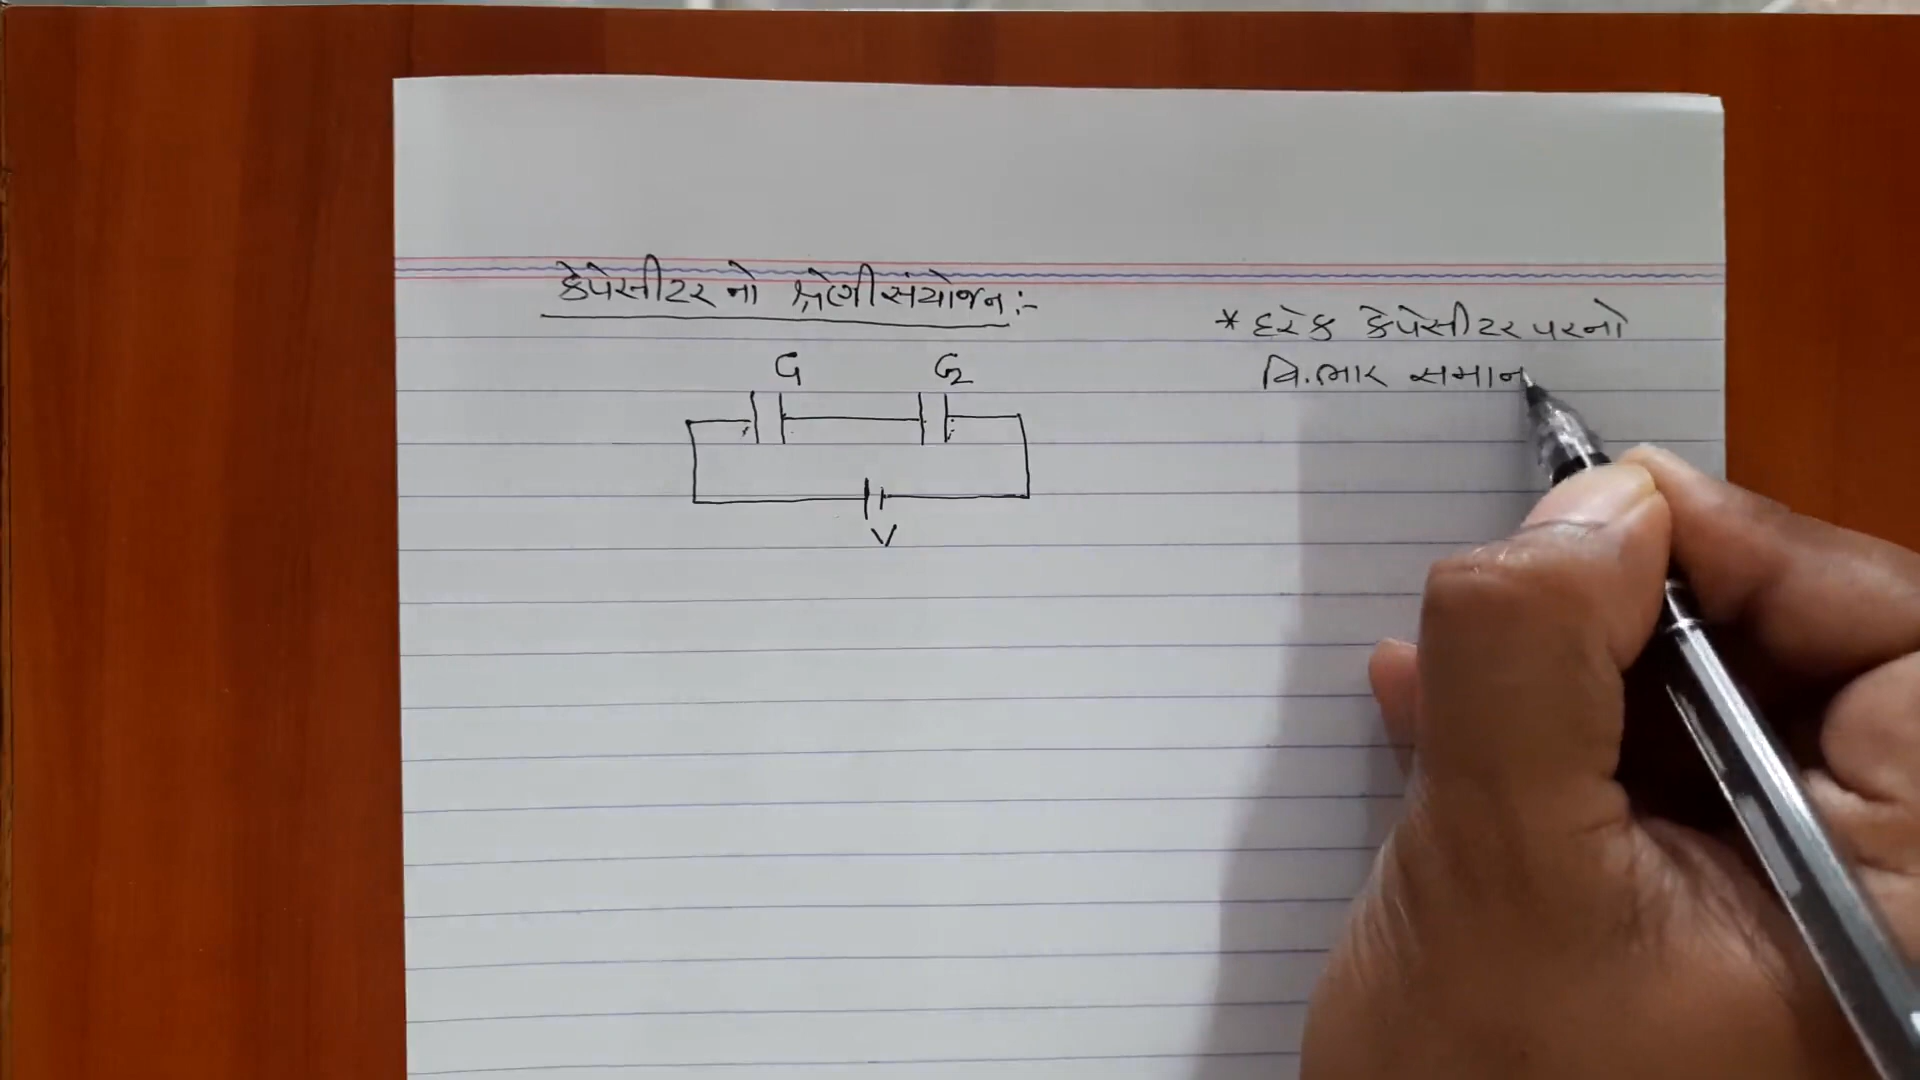 કેપેસીટર નો શ્રેણીસંયોજન :-
* દરેક કેપેસીટર પરનો
વિ.ભાર સમાન
C₁ C₂
V